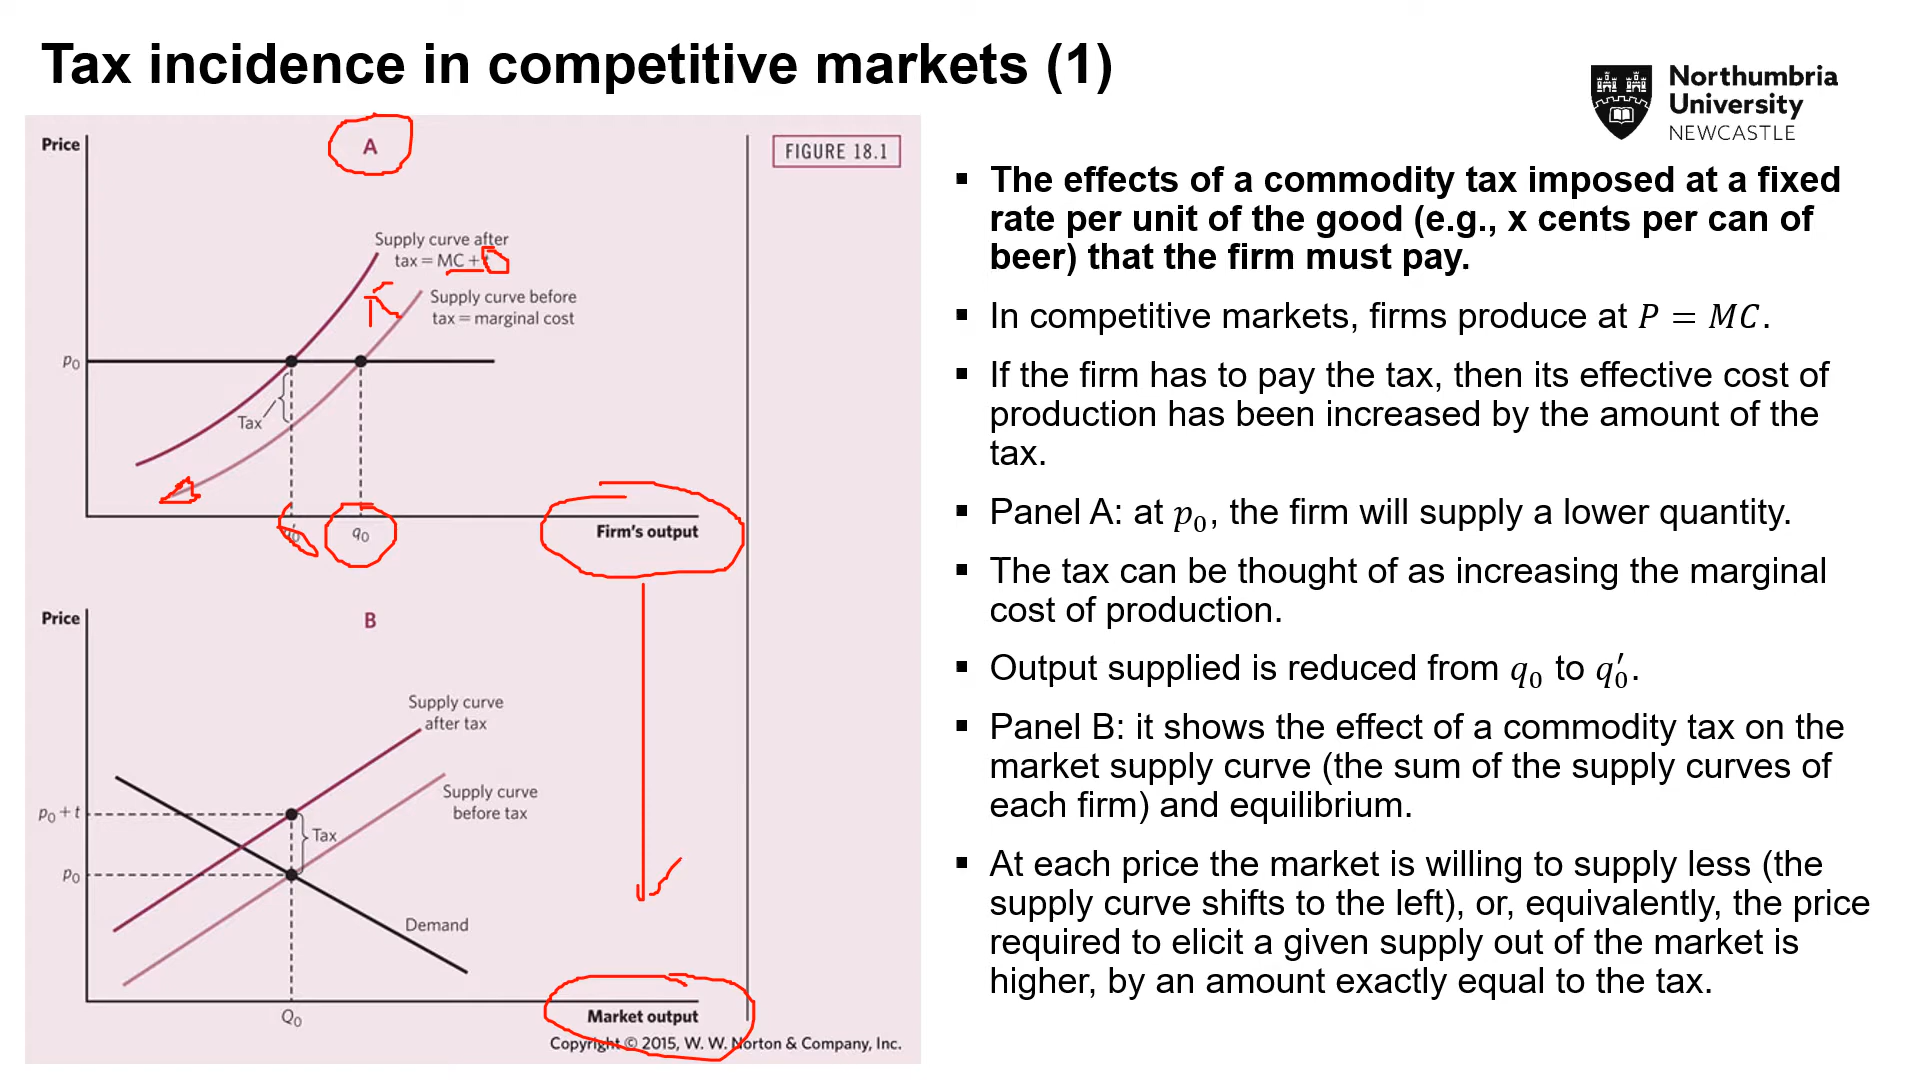 Tax incidence in competitive markets (1)
Northumbria
University
NEWCASTLE
Price
A
FIGURE 18.1
Supply curve after
tax = MC +
Supply curve before
tax = marginal cost
p₀
Tax
q₀
Firm's output
Price
B
Supply curve
after tax
Supply curve
before tax
p₀ + t
Tax
p₀
Demand
Q₀
Market output
Copyright © 2015, W. W. Norton & Company, Inc.
▪ The effects of a commodity tax imposed at a fixed
rate per unit of the good (e.g., x cents per can of
beer) that the firm must pay.
▪ In competitive markets, firms produce at P = MC.
▪ If the firm has to pay the tax, then its effective cost of
production has been increased by the amount of the
tax.
▪ Panel A: at p₀, the firm will supply a lower quantity.
▪ The tax can be thought of as increasing the marginal
cost of production.
▪ Output supplied is reduced from q₀ to q₀′.
▪ Panel B: it shows the effect of a commodity tax on the
market supply curve (the sum of the supply curves of
each firm) and equilibrium.
▪ At each price the market is willing to supply less (the
supply curve shifts to the left), or, equivalently, the price
required to elicit a given supply out of the market is
higher, by an amount exactly equal to the tax.